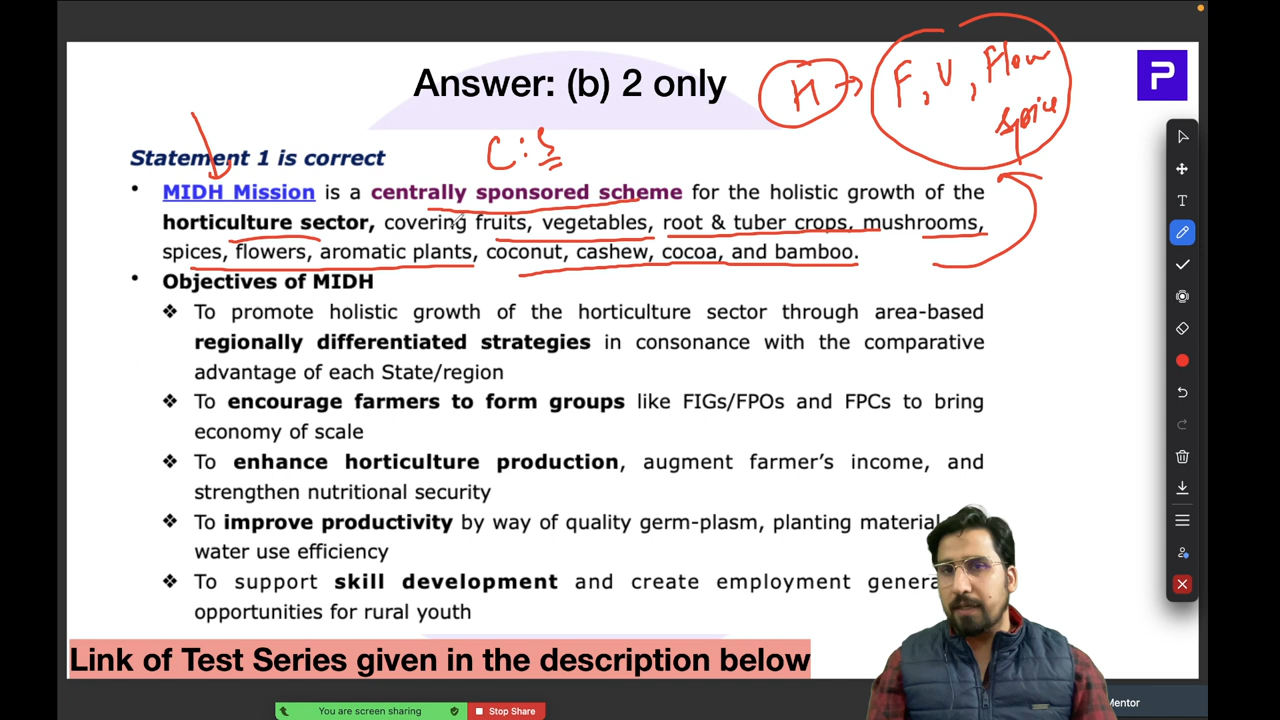 Answer: (b) 2 only
H → F, V, Flow
Spice
C:S
Statement 1 is correct
• MIDH Mission is a centrally sponsored scheme for the holistic growth of the
horticulture sector, covering fruits, vegetables, root & tuber crops, mushrooms,
spices, flowers, aromatic plants, coconut, cashew, cocoa, and bamboo.
• Objectives of MIDH
❖ To promote holistic growth of the horticulture sector through area-based
regionally differentiated strategies in consonance with the comparative
advantage of each State/region
❖ To encourage farmers to form groups like FIGs/FPOs and FPCs to bring
economy of scale
❖ To enhance horticulture production, augment farmer's income, and
strengthen nutritional security
❖ To improve productivity by way of quality germ-plasm, planting material
water use efficiency
❖ To support skill development and create employment genera
opportunities for rural youth
Link of Test Series given in the description below
Mentor
You are screen sharing
Stop Share